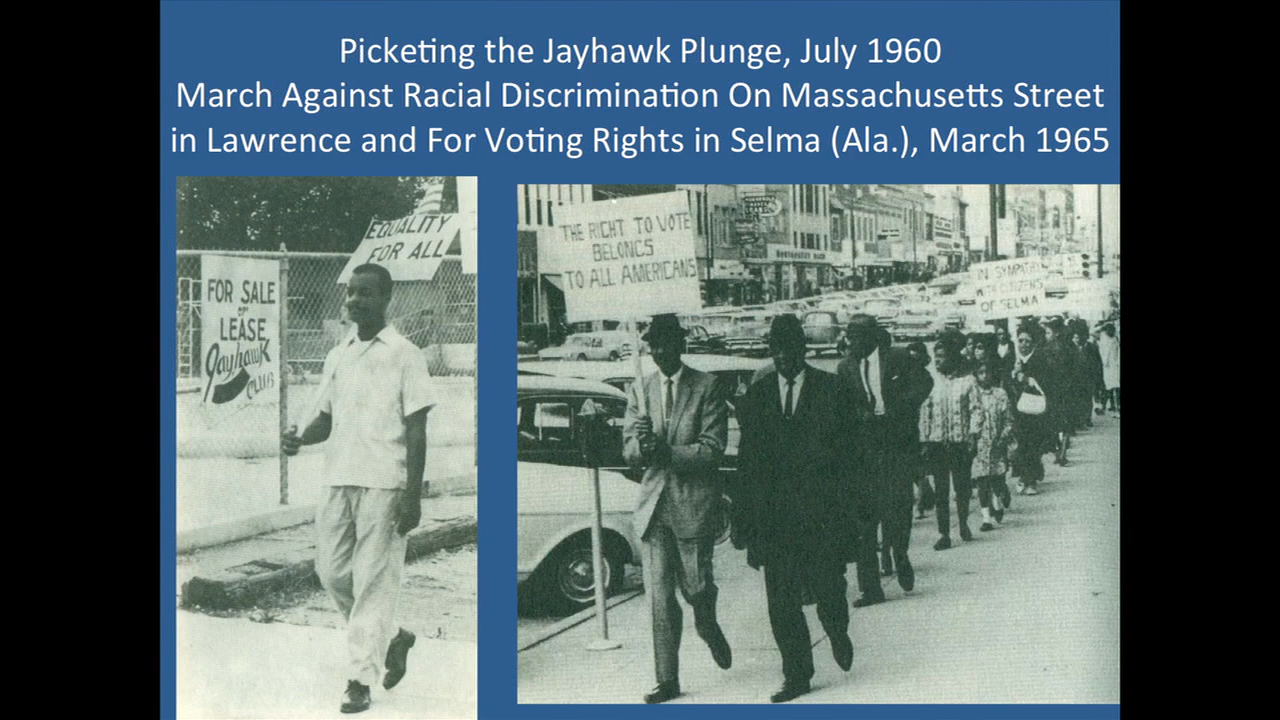 Picketing the Jayhawk Plunge, July 1960
March Against Racial Discrimination On Massachusetts Street
in Lawrence and For Voting Rights in Selma (Ala.), March 1965
EQUALITY
FOR ALL
FOR SALE
OR
LEASE
Jayhawk
CLUB
THE RIGHT TO VOTE
BELONGS
TO ALL AMERICANS
IN SYMPATHY
WITH CITIZENS
OF SELMA